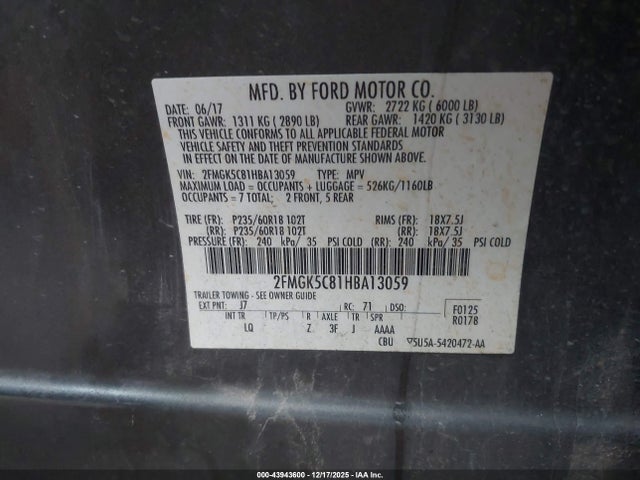 MFD. BY FORD MOTOR CO.
DATE: 06/17 GVWR: 2722 KG ( 6000 LB)
FRONT GAWR: 1311 KG ( 2890 LB) REAR GAWR: 1420 KG ( 3130 LB)
THIS VEHICLE CONFORMS TO ALL APPLICABLE FEDERAL MOTOR
VEHICLE SAFETY AND BUMPER STANDARDS
IN EFFECT ON THE DATE OF MANUFACTURE SHOWN ABOVE.
VIN: 2FMGK5C81HBA13059 TYPE: MPV
MAXIMUM LOAD = OCCUPANTS + LUGGAGE = 526KG/1160LB
OCCUPANTS = 7 TOTAL; 2 FRONT, 5 REAR
TIRE (FR): P235/60R18 102T RIMS (FR): 18X7.5J
(RR): P235/60R18 102T (RR): 18X7.5J
PRESSURE (FR): 240 kPa/ 35 PSI COLD (RR): 240 kPa/ 35 PSI COLD
2FMGK5C81HBA13059
TRAILER TOWING - SEE OWNER GUIDE
EXT PNT: J7 RC: 71 DSO: F0125
INT TR TP/PS R AXLE TR SPR R0178
LQ Z 3F J AAAA
CBU 5U5A-5420472-AA
000-43943600 - 12/17/2025 - IAA Inc.